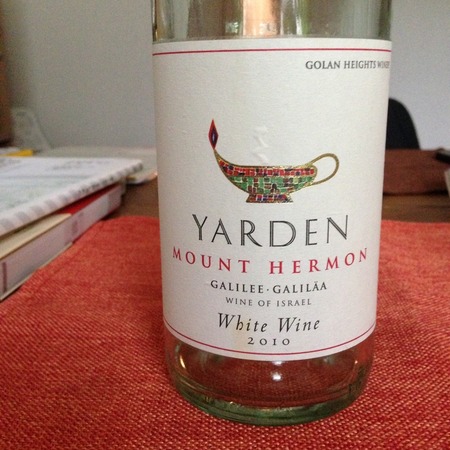 GOLAN HEIGHTS WINERY
YARDEN
MOUNT HERMON
GALILEE · GALILÄA
WINE OF ISRAEL
White Wine
2010